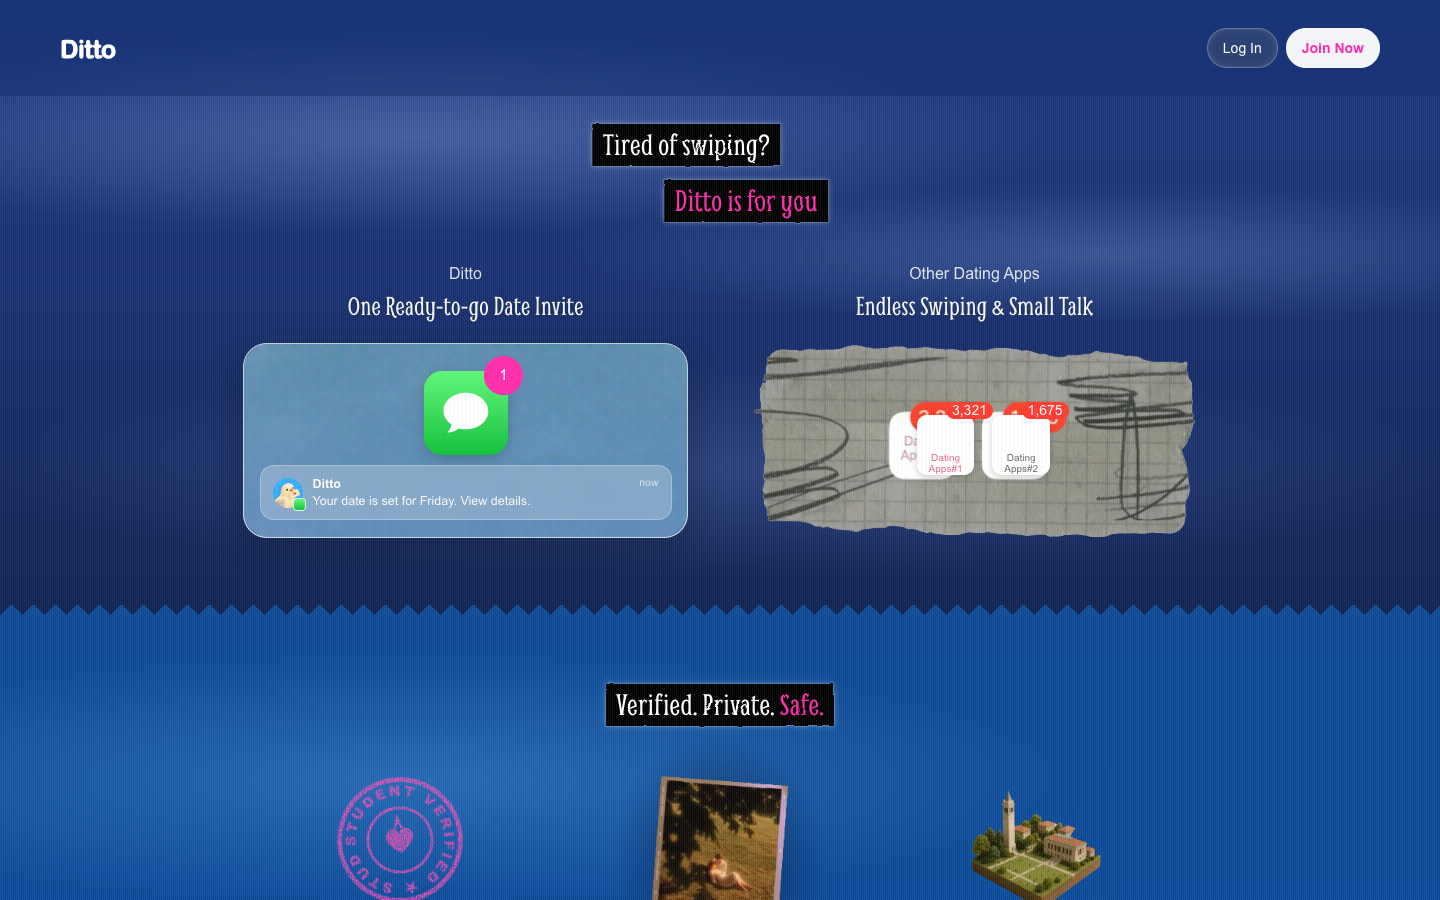 Ditto
Log In
Join Now
Tired of swiping?
Ditto is for you
Ditto
One Ready-to-go Date Invite
1
Ditto
now
Your date is set for Friday. View details.
Other Dating Apps
Endless Swiping & Small Talk
3,321
1,675
Dating
Apps#1
Dating
Apps#2
Verified. Private. Safe.
STUDENT VERIFIED ★ STUD